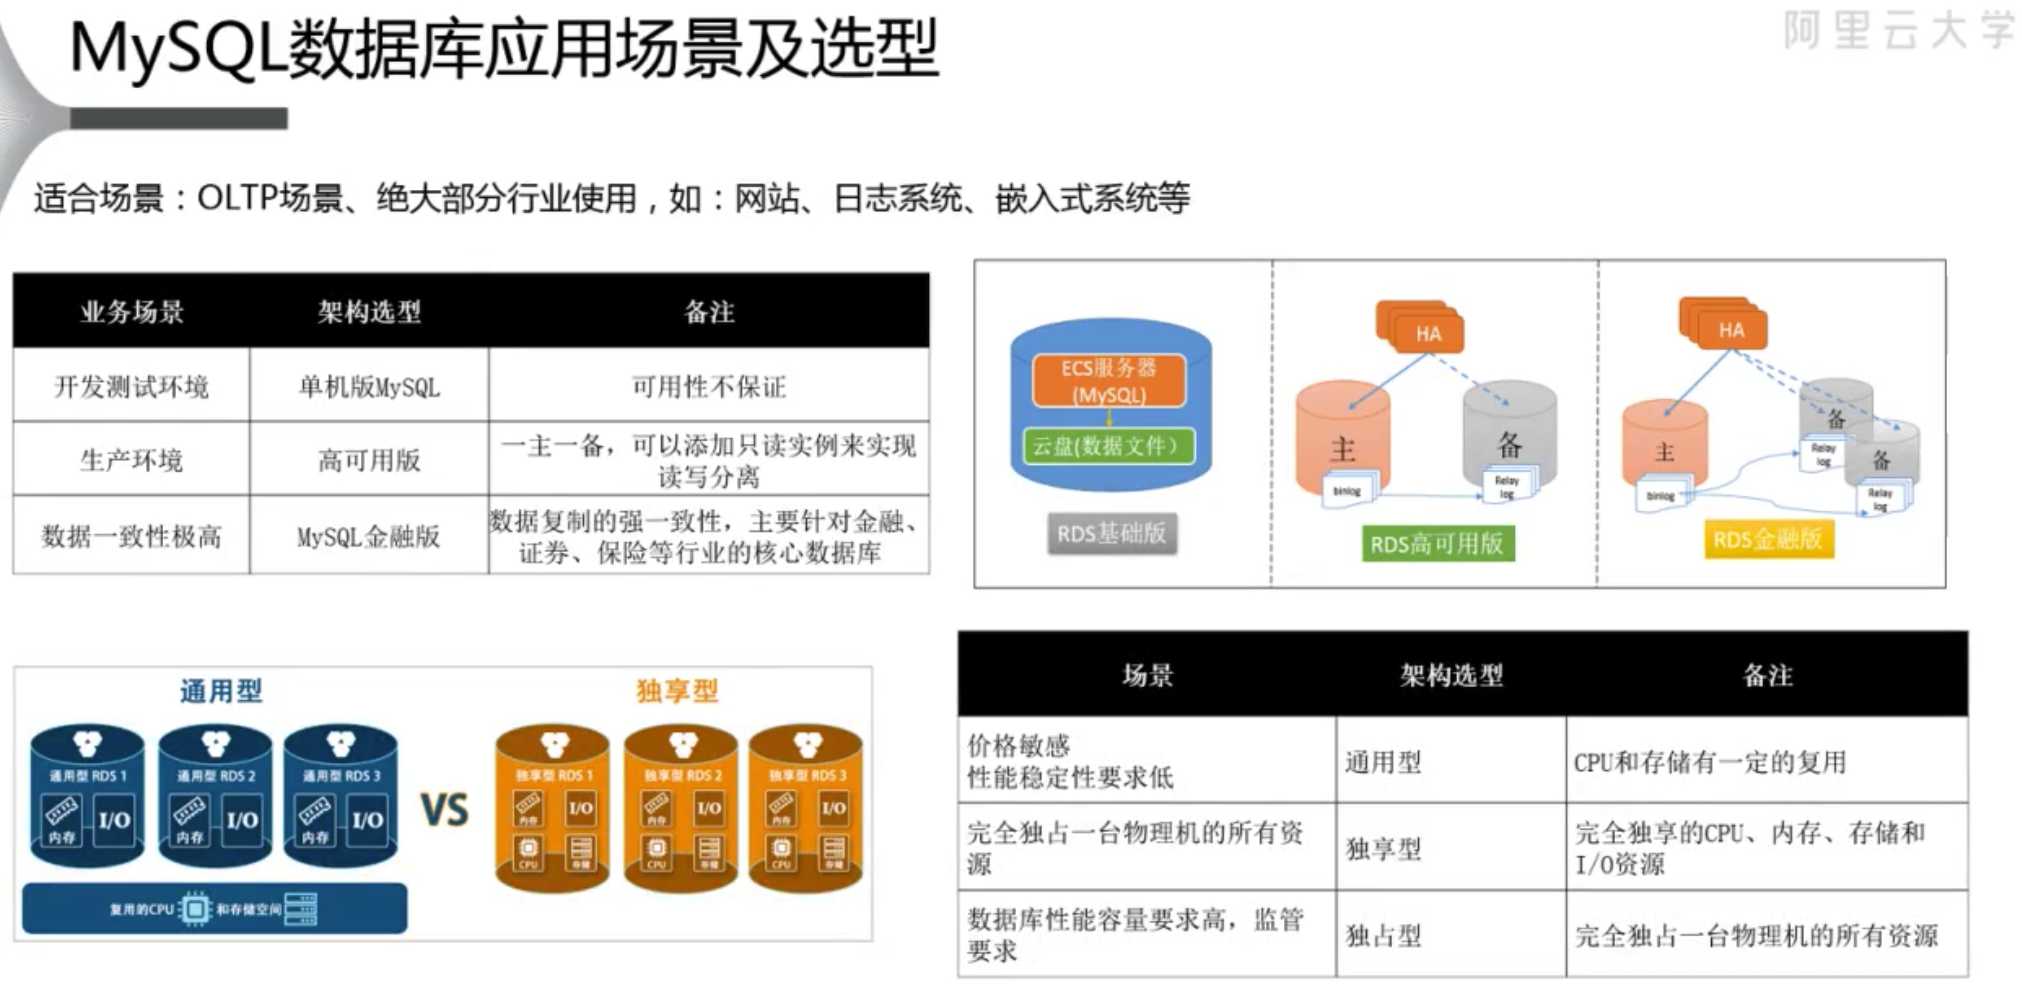 阿里云大学
MySQL数据库应用场景及选型
适合场景：OLTP场景、绝大部分行业使用，如：网站、日志系统、嵌入式系统等
业务场景 架构选型 备注
开发测试环境 单机版MySQL 可用性不保证
生产环境 高可用版 一主一备，可以添加只读实例来实现
读写分离
数据一致性极高 MySQL金融版 数据复制的强一致性，主要针对金融、
证券、保险等行业的核心数据库
ECS服务器
(MySQL)
云盘(数据文件）
RDS基础版
HA
主
备
binlog
Relay
log
RDS高可用版
HA
主
备
备
binlog
Relay
log
Relay
log
RDS金融版
通用型
通用型 RDS 1
内存 I/O
通用型 RDS 2
内存 I/O
通用型 RDS 3
内存 I/O
复用的CPU 和存储空间
VS
独享型
独享型 RDS 1
内存 I/O
CPU 存储
独享型 RDS 2
内存 I/O
CPU 存储
独享型 RDS 3
内存 I/O
CPU 存储
场景 架构选型 备注
价格敏感
性能稳定性要求低 通用型 CPU和存储有一定的复用
完全独占一台物理机的所有资
源 独享型 完全独享的CPU、内存、存储和
I/O资源
数据库性能容量要求高，监管
要求 独占型 完全独占一台物理机的所有资源